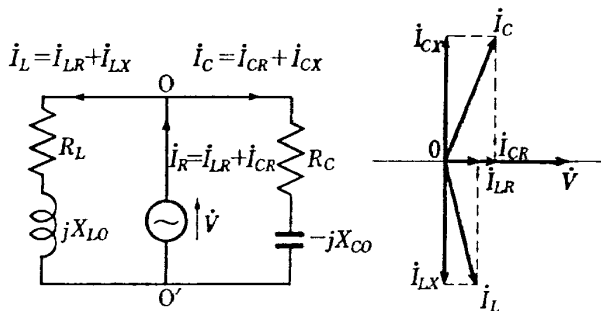 İ_L=İ_LR+İ_LX
İ_C=İ_CR+İ_CX
O
R_L
İ_R=İ_LR+İ_CR
R_C
jX_LO
V̇
-jX_CO
O'
İ_CX
İ_C
0
İ_CR
İ_LR
V̇
İ_LX
İ_L